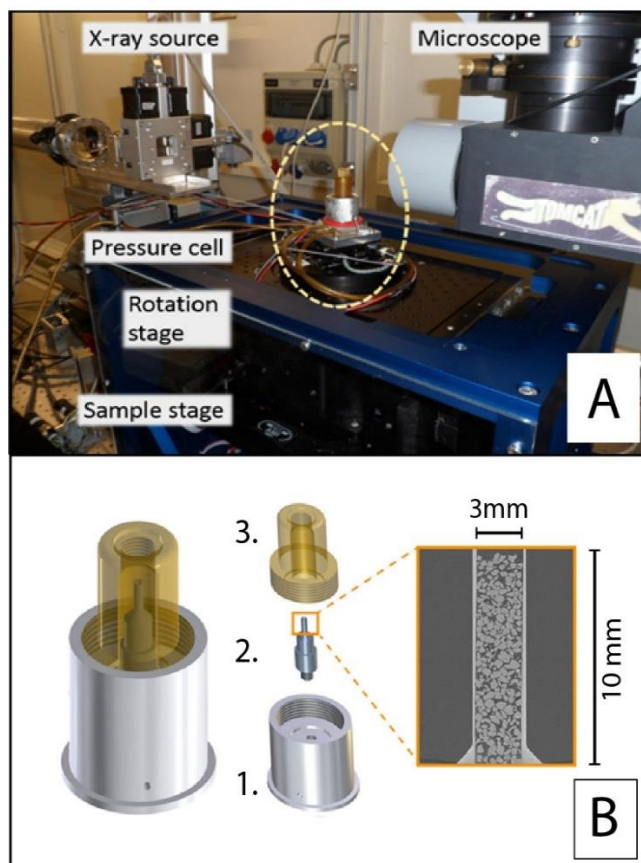 X-ray source
Microscope
TOMCAT
Pressure cell
Rotation
stage
Sample stage
A
3.
2.
1.
3mm
10 mm
B